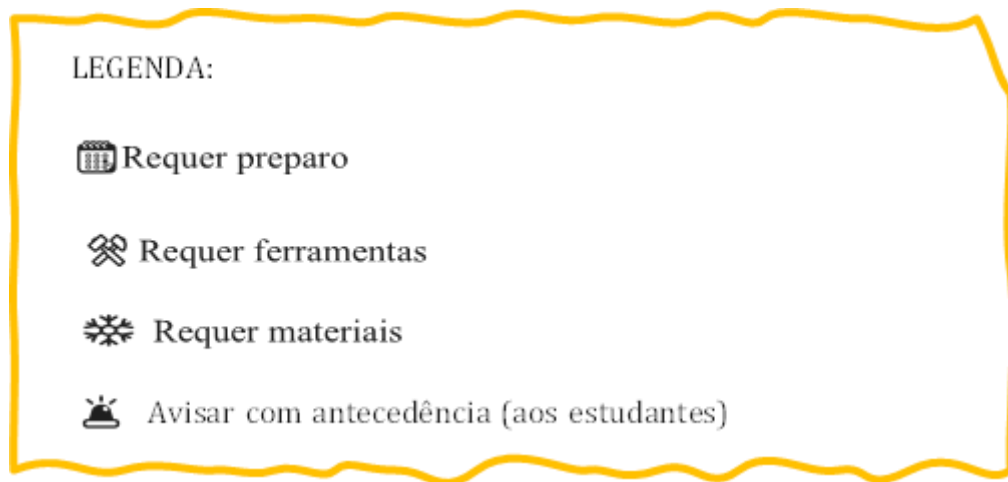 LEGENDA:
Requer preparo
Requer ferramentas
Requer materiais
Avisar com antecedência (aos estudantes)